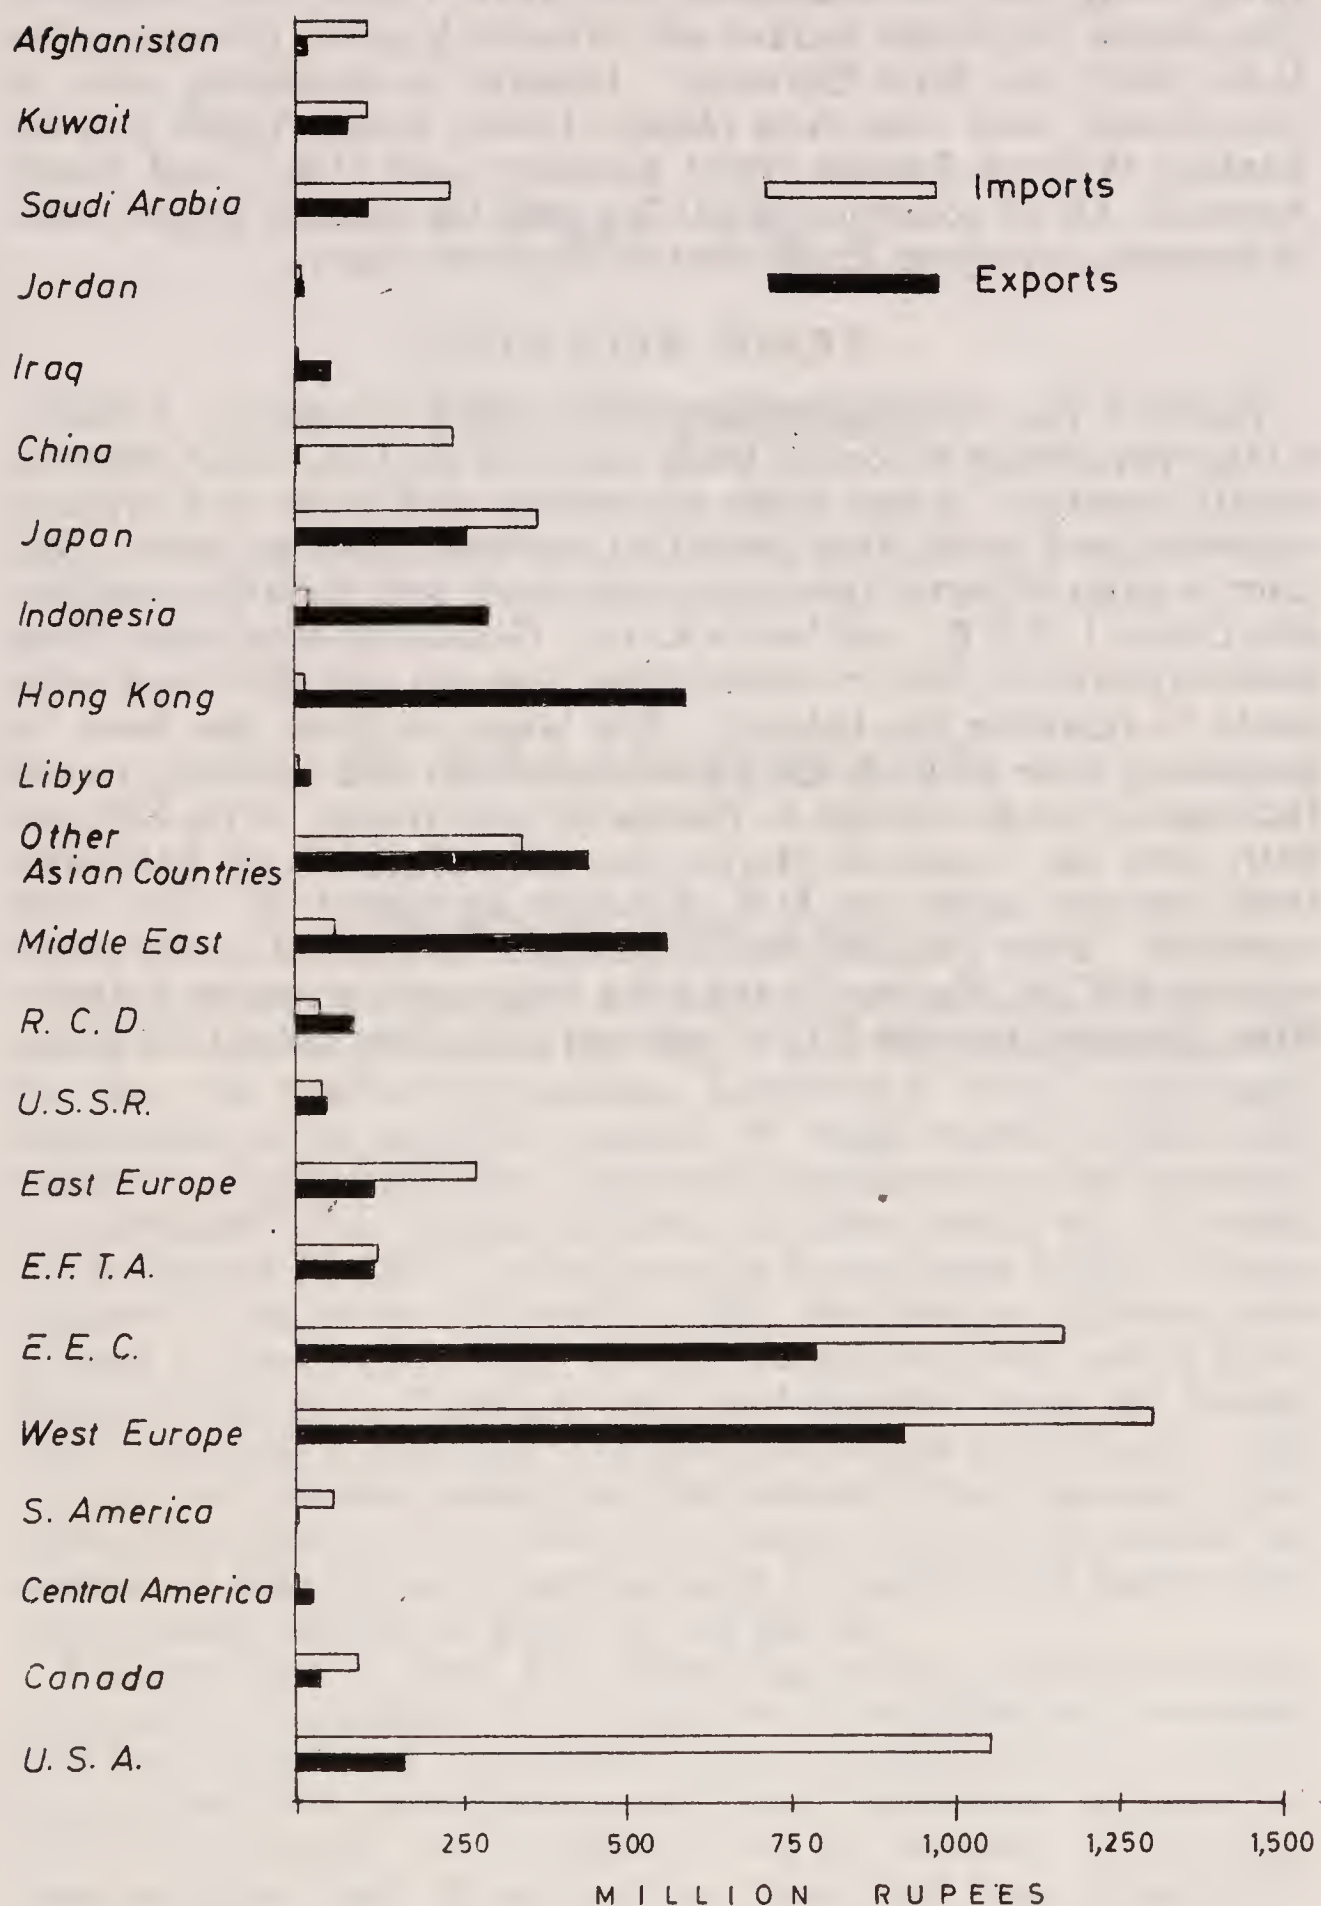 Afghanistan
Kuwait
Saudi Arabia
Imports
Jordan
Exports
Iraq
China
Japan
Indonesia
Hong Kong
Libya
Other
Asian Countries
Middle East
R. C. D.
U. S. S. R.
East Europe
E. F. T. A.
E. E. C.
West Europe
S. America
Central America
Canada
U. S. A.
250 500 750 1,000 1,250 1,500
MILLION RUPEES